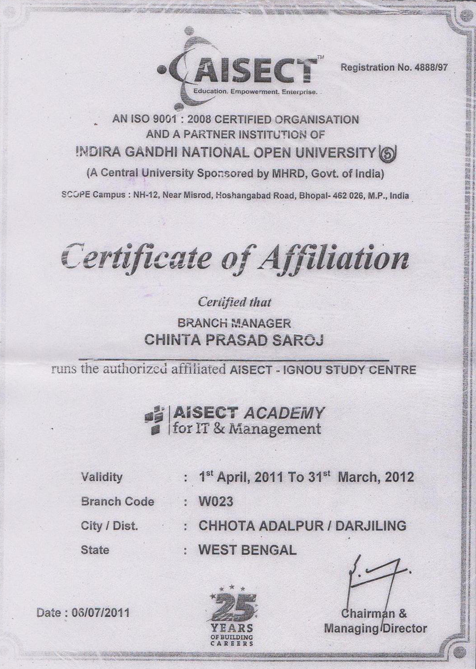 AISECT™
Registration No. 4888/97
Education. Empowerment. Enterprise.
AN ISO 9001 : 2008 CERTIFIED ORGANISATION
AND A PARTNER INSTITUTION OF
INDIRA GANDHI NATIONAL OPEN UNIVERSITY
(A Central University Sponsored by MHRD, Govt. of India)
SCOPE Campus : NH-12, Near Misrod, Hoshangabad Road, Bhopal- 462 026, M.P., India
Certificate of Affiliation
Certified that
BRANCH MANAGER
CHINTA PRASAD SAROJ
runs the authorized affiliated AISECT - IGNOU STUDY CENTRE
AISECT ACADEMY
for IT & Management
Validity : 1st April, 2011 To 31st March, 2012
Branch Code : W023
City / Dist. : CHHOTA ADALPUR / DARJILING
State : WEST BENGAL
Date : 06/07/2011
25
YEARS
OF BUILDING
CAREERS
Chairman &
Managing Director